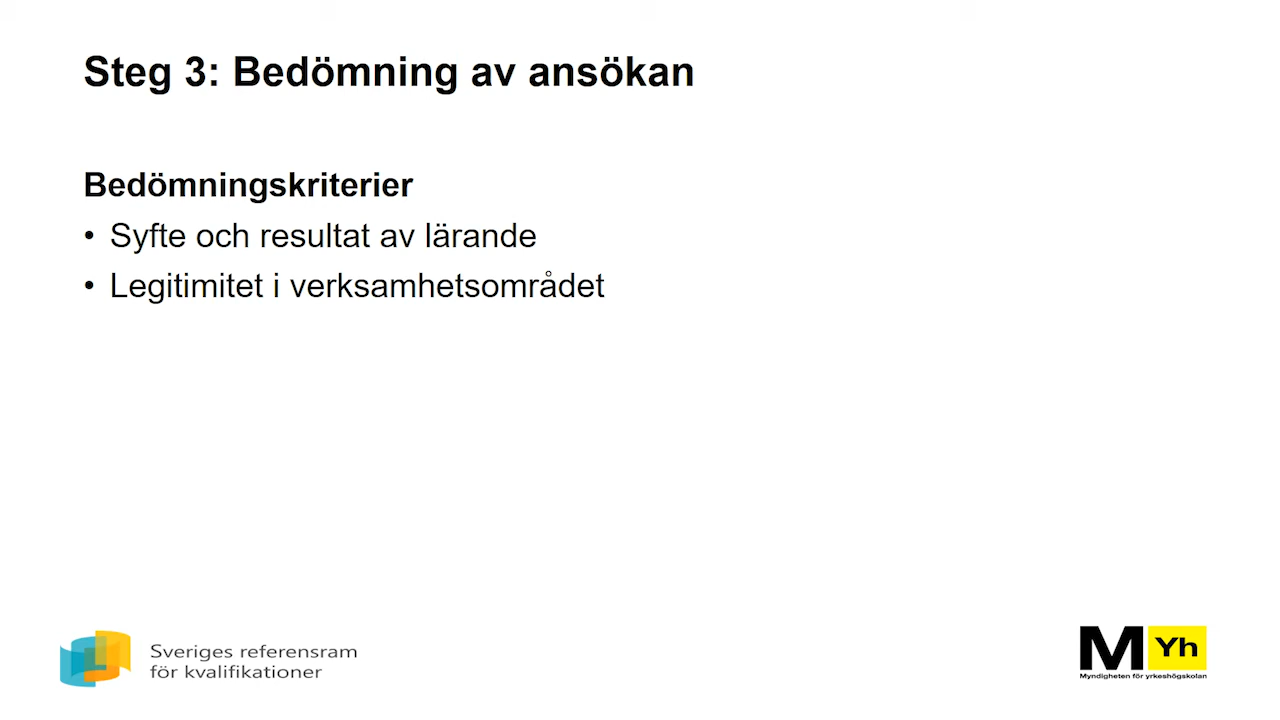 Steg 3: Bedömning av ansökan
Bedömningskriterier
• Syfte och resultat av lärande
• Legitimitet i verksamhetsområdet
Sveriges referensram
för kvalifikationer
M Yh
Myndigheten för yrkeshögskolan